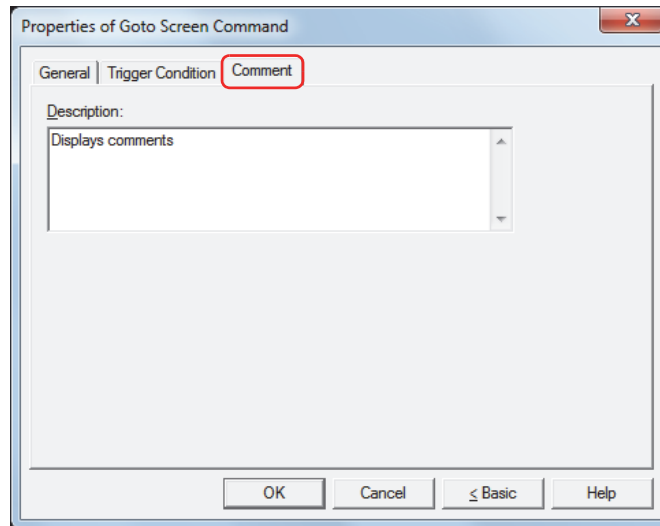 Properties of Goto Screen Command
General Trigger Condition Comment
Description:
Displays comments
OK Cancel < Basic Help